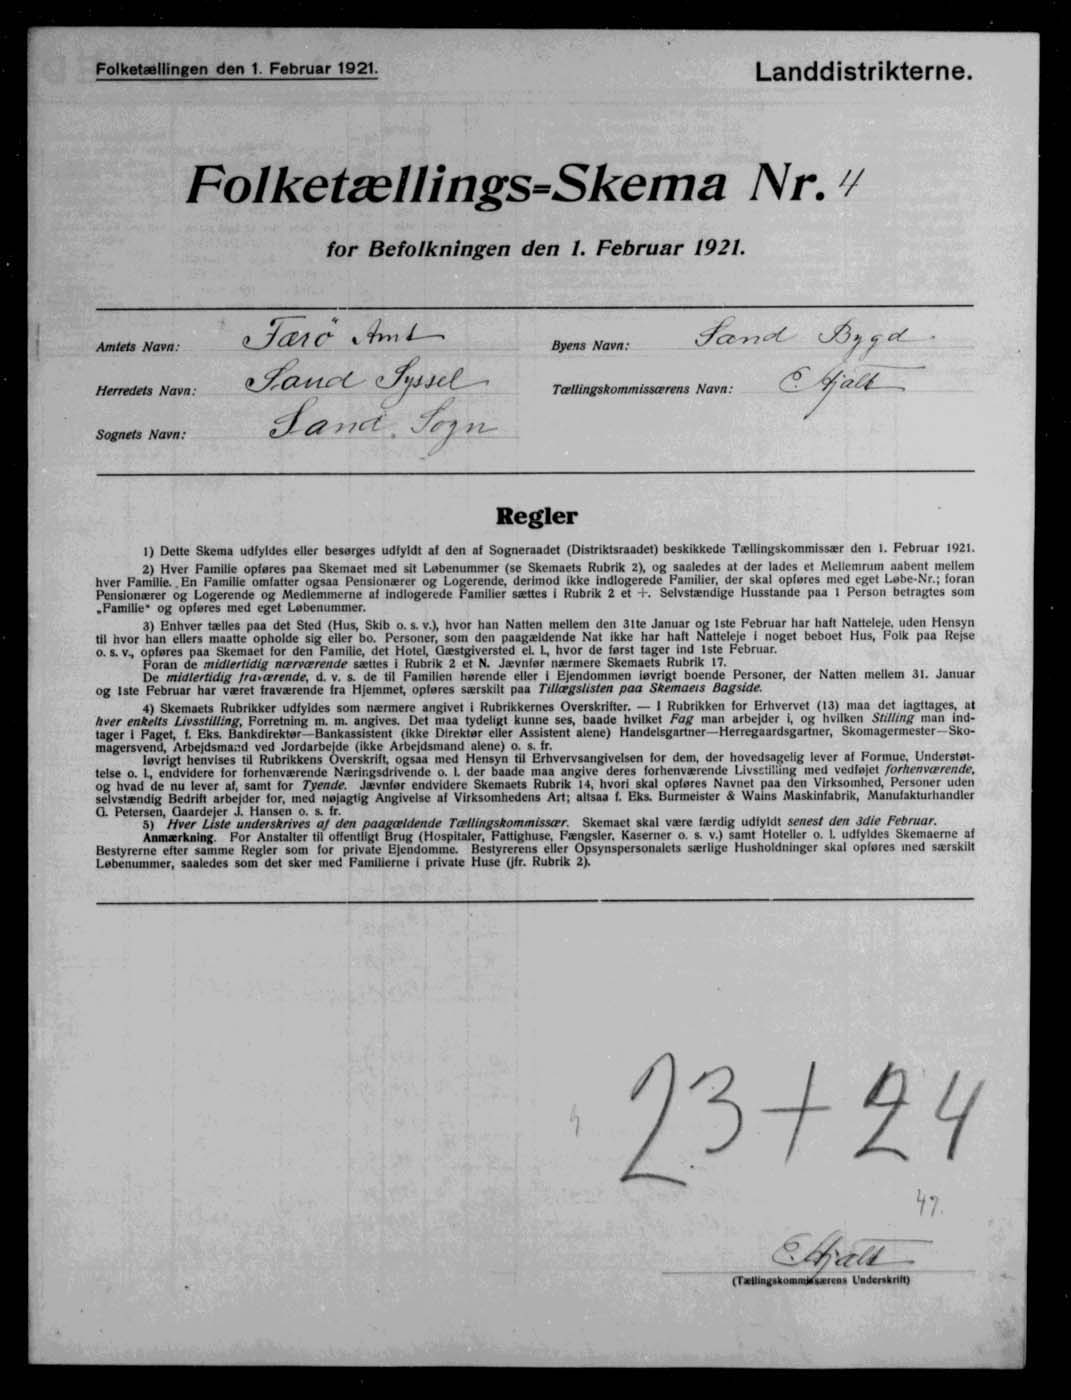 Folketællingen den 1. Februar 1921.
Landdistrikterne.
Folketællings=Skema Nr. 4
for Befolkningen den 1. Februar 1921.
Amtets Navn: Færö Amt
Byens Navn: Sand Bygd.
Herredets Navn: Sand Syssel
Tællingskommissærens Navn: E. Hjalt
Sognets Navn: Sand. Sogn
Regler
1) Dette Skema udfyldes eller besørges udfyldt af den af Sogneraadet (Distriktsraadet) beskikkede Tællingskommissær den 1. Februar 1921.
2) Hver Familie opføres paa Skemaet med sit Løbenummer (se Skemaets Rubrik 2), og saaledes at der lades et Mellemrum aabent mellem
hver Familie. En Familie omfatter ogsaa Pensionærer og Logerende, derimod ikke indlogerede Familier, der skal opføres med eget Løbe-Nr.; foran
Pensionærer og Logerende og Medlemmerne af indlogerede Familier sættes i Rubrik 2 et +. Selvstændige Husstande paa 1 Person betragtes som
„Familie“ og opføres med eget Løbenummer.
3) Enhver tælles paa det Sted (Hus, Skib o. s. v.), hvor han Natten mellem den 31te Januar og 1ste Februar har haft Natteleje, uden Hensyn
til hvor han ellers maatte opholde sig eller bo. Personer, som den paagældende Nat ikke har haft Natteleje i noget beboet Hus, Folk paa Rejse
o. s. v., opføres paa Skemaet for den Familie, det Hotel, Gæstgiversted el. l., hvor de først tager ind 1ste Februar.
Foran de midlertidig nærværende sættes i Rubrik 2 et N. Jævnfør nærmere Skemaets Rubrik 17.
De midlertidig fraværende, d. v. s. de til Familien hørende eller i Ejendommen iøvrigt boende Personer, der Natten mellem 31. Januar
og 1ste Februar har været fraværende fra Hjemmet, opføres særskilt paa Tillægslisten paa Skemaets Bagside.
4) Skemaets Rubrikker udfyldes som nærmere angivet i Rubrikkernes Overskrifter. — I Rubrikken for Erhvervet (13) maa det iagttages, at
hver enkelts Livsstilling, Forretning m. m. angives. Det maa tydeligt kunne ses, baade hvilket Fag man arbejder i, og hvilken Stilling man ind-
tager i Faget, f. Eks. Bankdirektør—Bankassistent (ikke Direktør eller Assistent alene) Handelsgartner—Herregaardsgartner, Skomagermester—Sko-
magersvend, Arbejdsmand ved Jordarbejde (ikke Arbejdsmand alene) o. s. fr.
Iøvrigt henvises til Rubrikkens Overskrift, ogsaa med Hensyn til Erhvervsangivelsen for dem, der hovedsagelig lever af Formue, Understøt-
telse o. l., endvidere for forhenværende Næringsdrivende o. l. der baade maa angive deres forhenværende Livsstilling med vedføjet forhenværende,
og hvad de nu lever af, samt for Tyende. Jævnfør endvidere Skemaets Rubrik 14, hvori skal opføres Navnet paa den Virksomhed, Personer uden
selvstændig Bedrift arbejder for, med nøjagtig Angivelse af Virksomhedens Art; altsaa f. Eks. Burmeister & Wains Maskinfabrik, Manufakturhandler
G. Petersen, Gaardejer J. Hansen o. s. fr.
5) Hver Liste underskrives af den paagældende Tællingskommissær. Skemaet skal være færdig udfyldt senest den 3die Februar.
Anmærkning. For Anstalter til offentligt Brug (Hospitaler, Fattighuse, Fængsler, Kaserner o. s. v.) samt Hoteller o. l. udfyldes Skemaerne af
Bestyrerne efter samme Regler som for private Ejendomme. Bestyrerens eller Opsynspersonalets særlige Husholdninger skal opføres med særskilt
Løbenummer, saaledes som det sker med Familierne i private Huse (jfr. Rubrik 2).
23 + 24
47.
E. Hjalt
(Tællingskommissærens Underskrift)